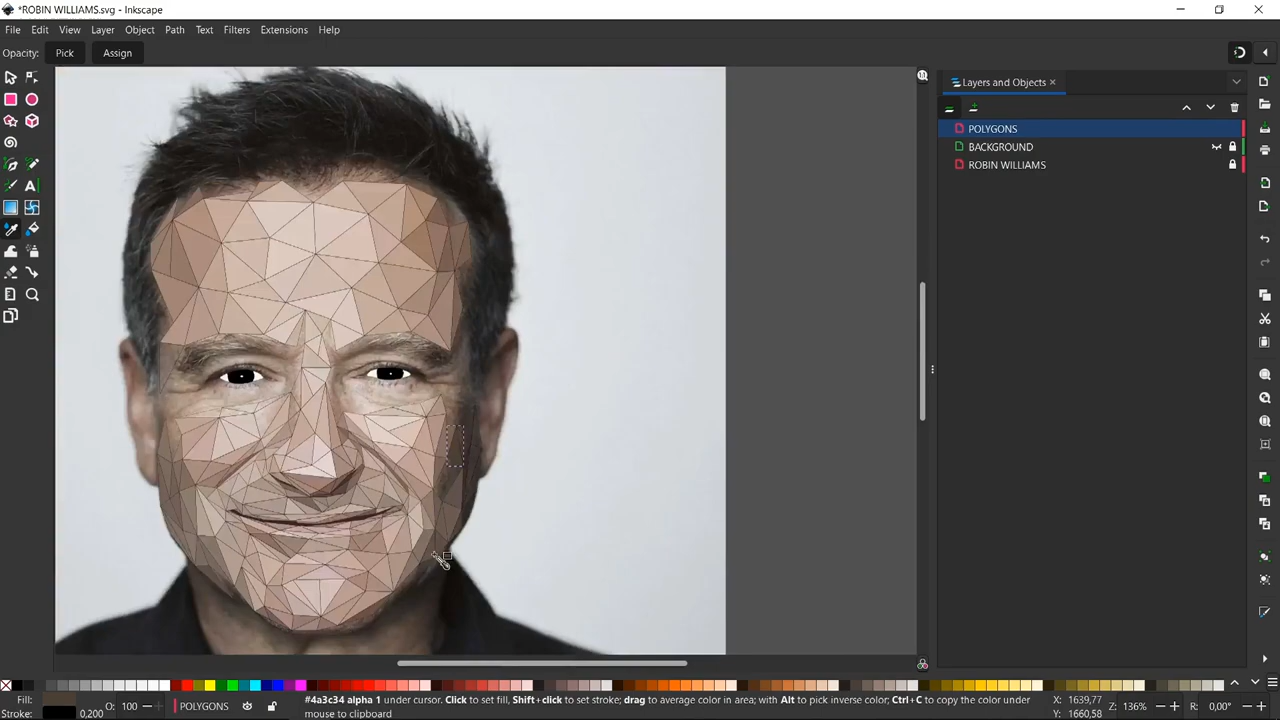 *ROBIN WILLIAMS.svg - Inkscape
File Edit View Layer Object Path Text Filters Extensions Help
Opacity: Pick Assign
Layers and Objects
POLYGONS
BACKGROUND
ROBIN WILLIAMS
Fill:
Stroke: 0,200
O: 100
POLYGONS
#4a3c34 alpha 1 under cursor. Click to set fill, Shift+click to set stroke; drag to average color in area; with Alt to pick inverse color; Ctrl+C to copy the color under
mouse to clipboard
X: 1639,77
Y: 1660,58
Z: 136%
R: 0,00°